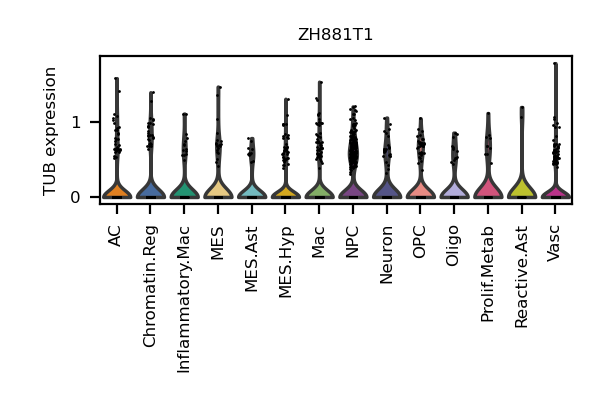 ZH881T1
TUB expression
1
0
AC
Chromatin.Reg
Inflammatory.Mac
MES
MES.Ast
MES.Hyp
Mac
NPC
Neuron
OPC
Oligo
Prolif.Metab
Reactive.Ast
Vasc